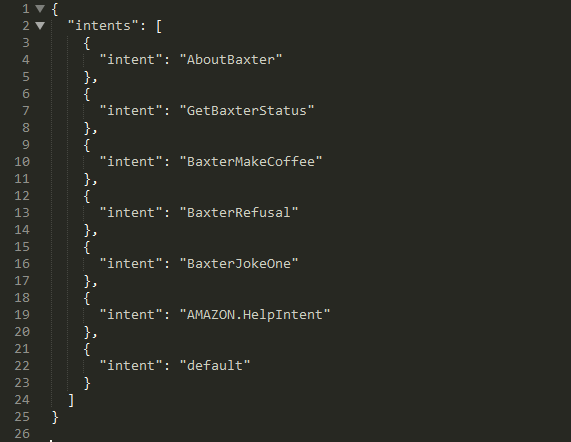 1 {
2   "intents": [
3     {
4       "intent": "AboutBaxter"
5     },
6     {
7       "intent": "GetBaxterStatus"
8     },
9     {
10       "intent": "BaxterMakeCoffee"
11     },
12     {
13       "intent": "BaxterRefusal"
14     },
15     {
16       "intent": "BaxterJokeOne"
17     },
18     {
19       "intent": "AMAZON.HelpIntent"
20     },
21     {
22       "intent": "default"
23     }
24   ]
25 }
26